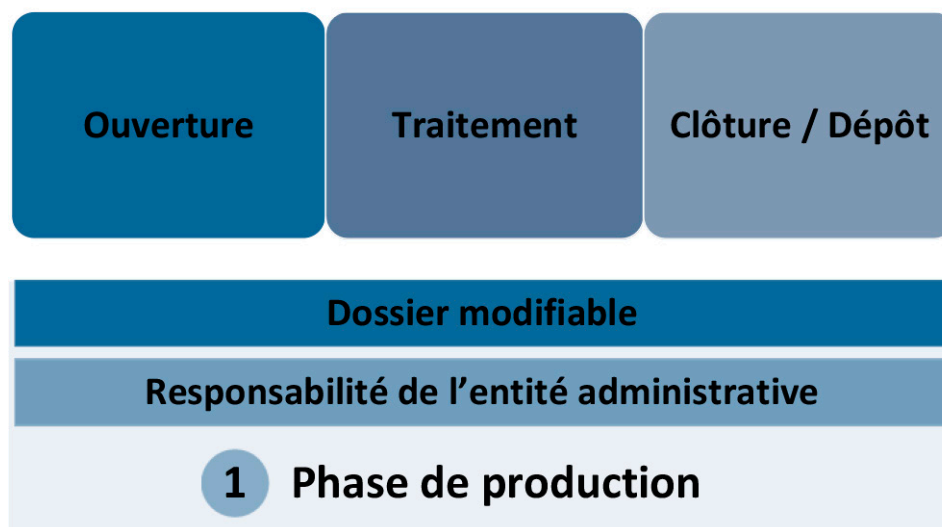 Ouverture
Traitement
Clôture / Dépôt
Dossier modifiable
Responsabilité de l’entité administrative
1 Phase de production